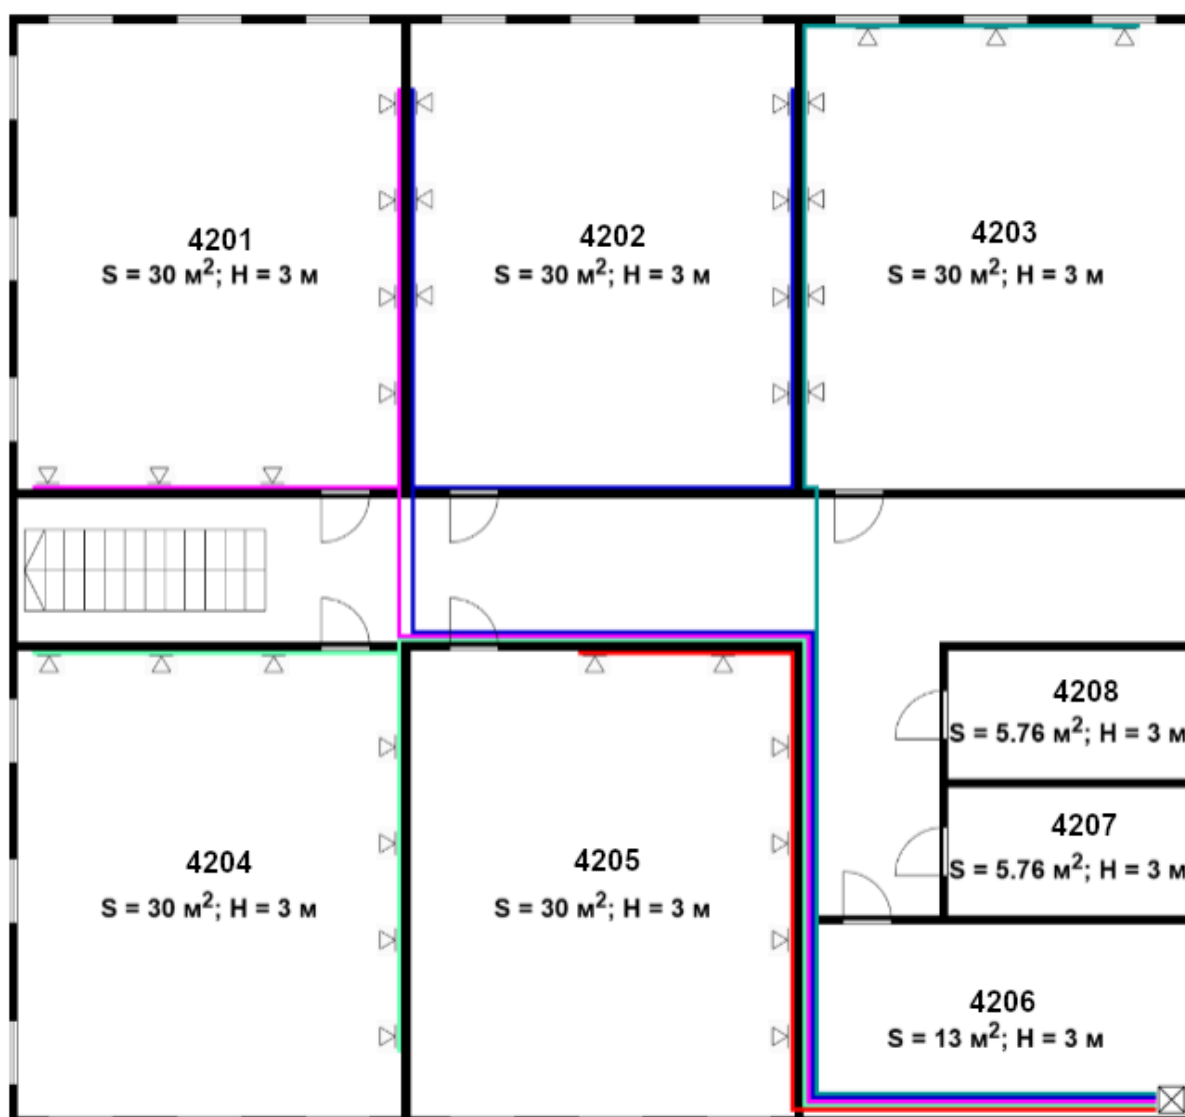 4201
S = 30 м²; H = 3 м
4202
S = 30 м²; H = 3 м
4203
S = 30 м²; H = 3 м
4208
S = 5.76 м²; H = 3 м
4207
S = 5.76 м²; H = 3 м
4204
S = 30 м²; H = 3 м
4205
S = 30 м²; H = 3 м
4206
S = 13 м²; H = 3 м